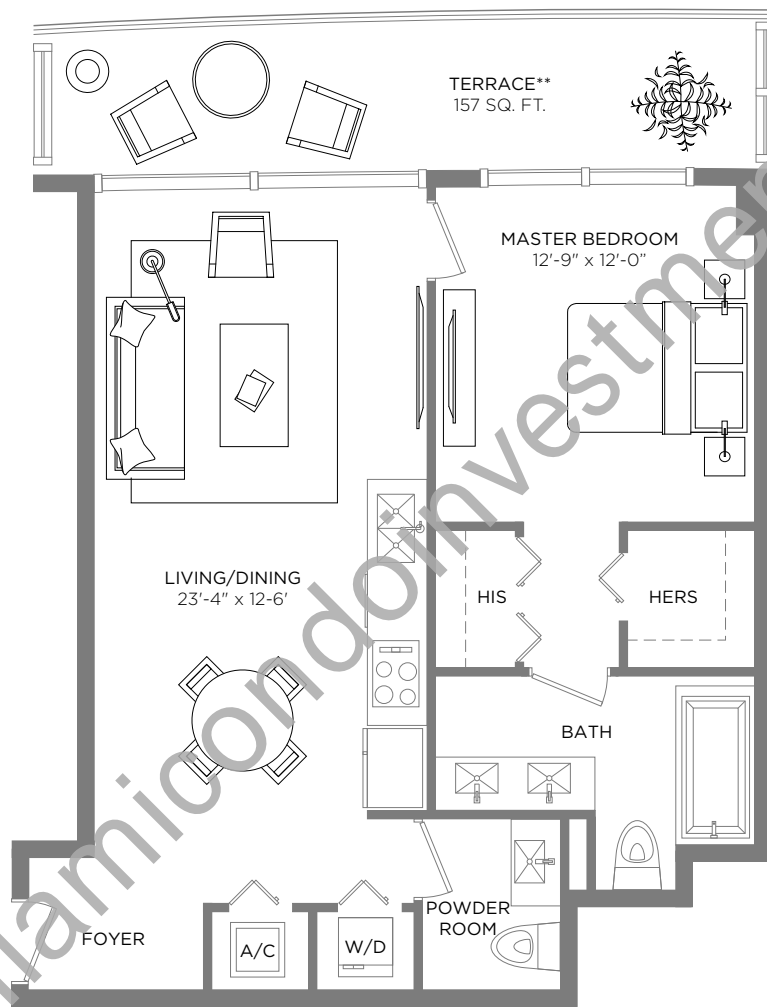 TERRACE**
157 SQ. FT.
MASTER BEDROOM
12'-9" x 12'-0”
LIVING/DINING
23'-4" x 12-6'
HIS
HERS
BATH
POWDER
ROOM
FOYER
A/C
W/D
iamicondoinvestmen